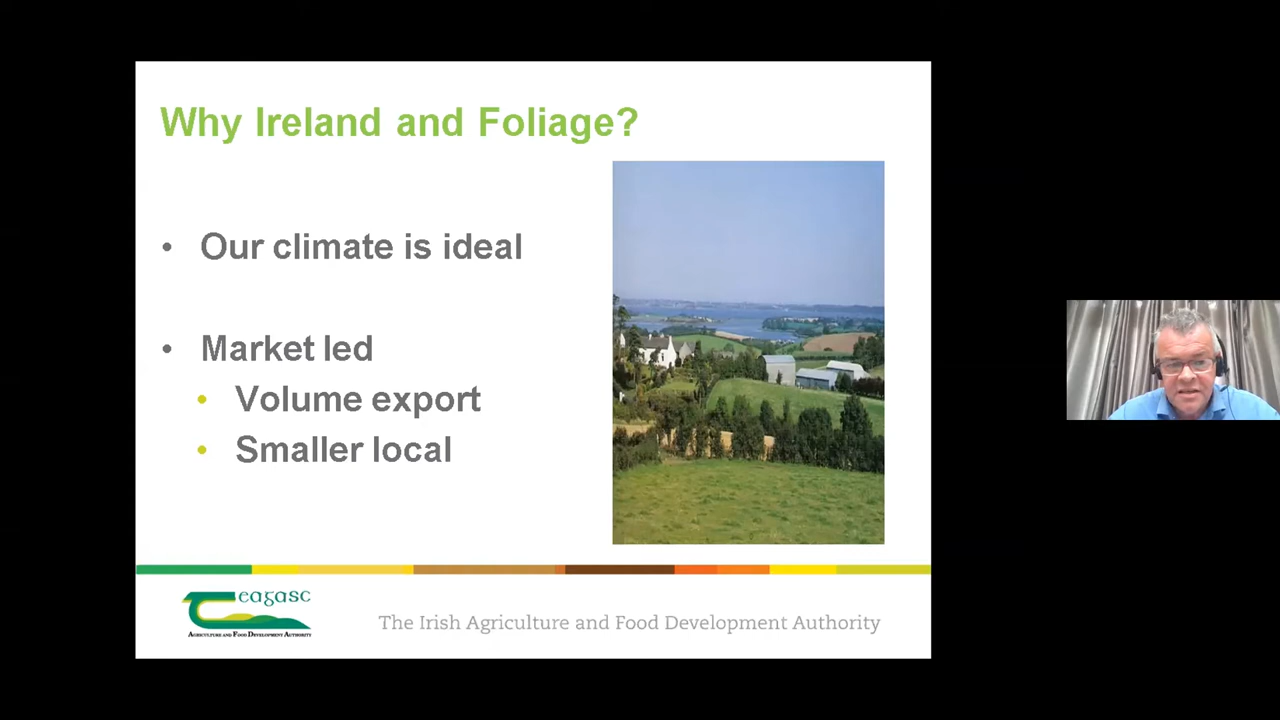 Why Ireland and Foliage?
• Our climate is ideal
• Market led
• Volume export
• Smaller local
Teagasc
AGRICULTURE AND FOOD DEVELOPMENT AUTHORITY
The Irish Agriculture and Food Development Authority